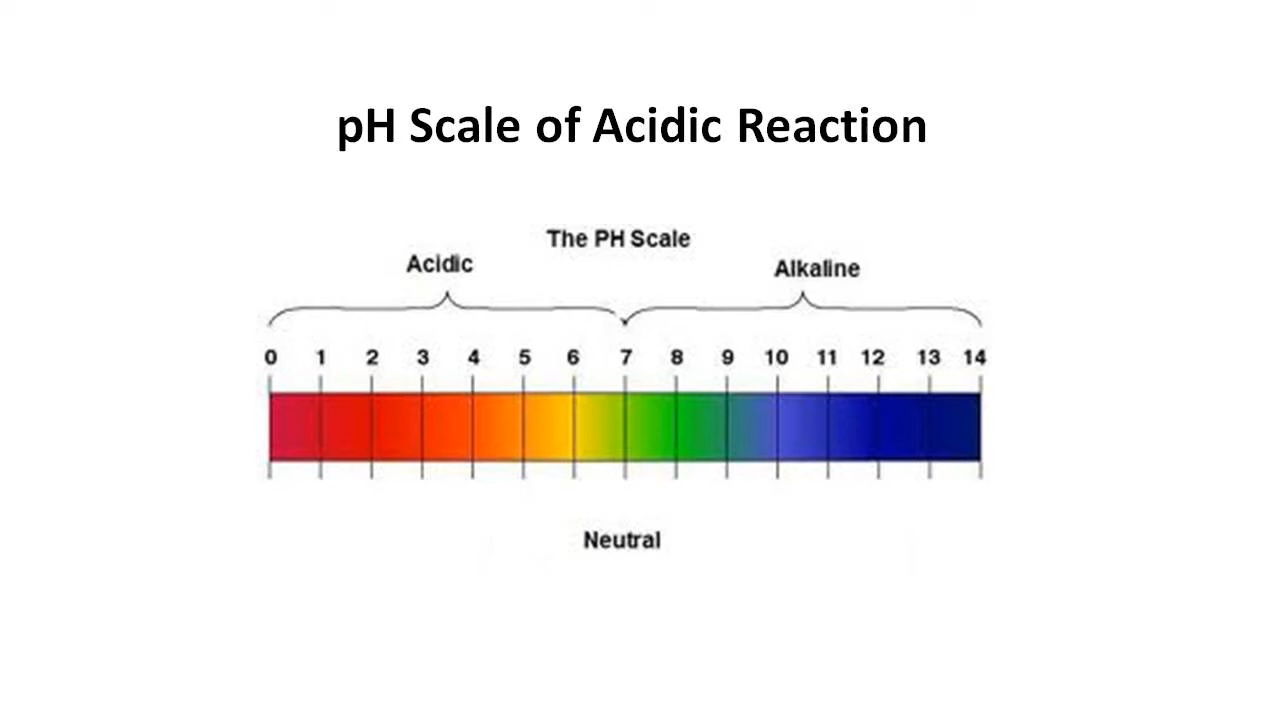 pH Scale of Acidic Reaction
The PH Scale
Acidic
Alkaline
0 1 2 3 4 5 6 7 8 9 10 11 12 13 14
Neutral